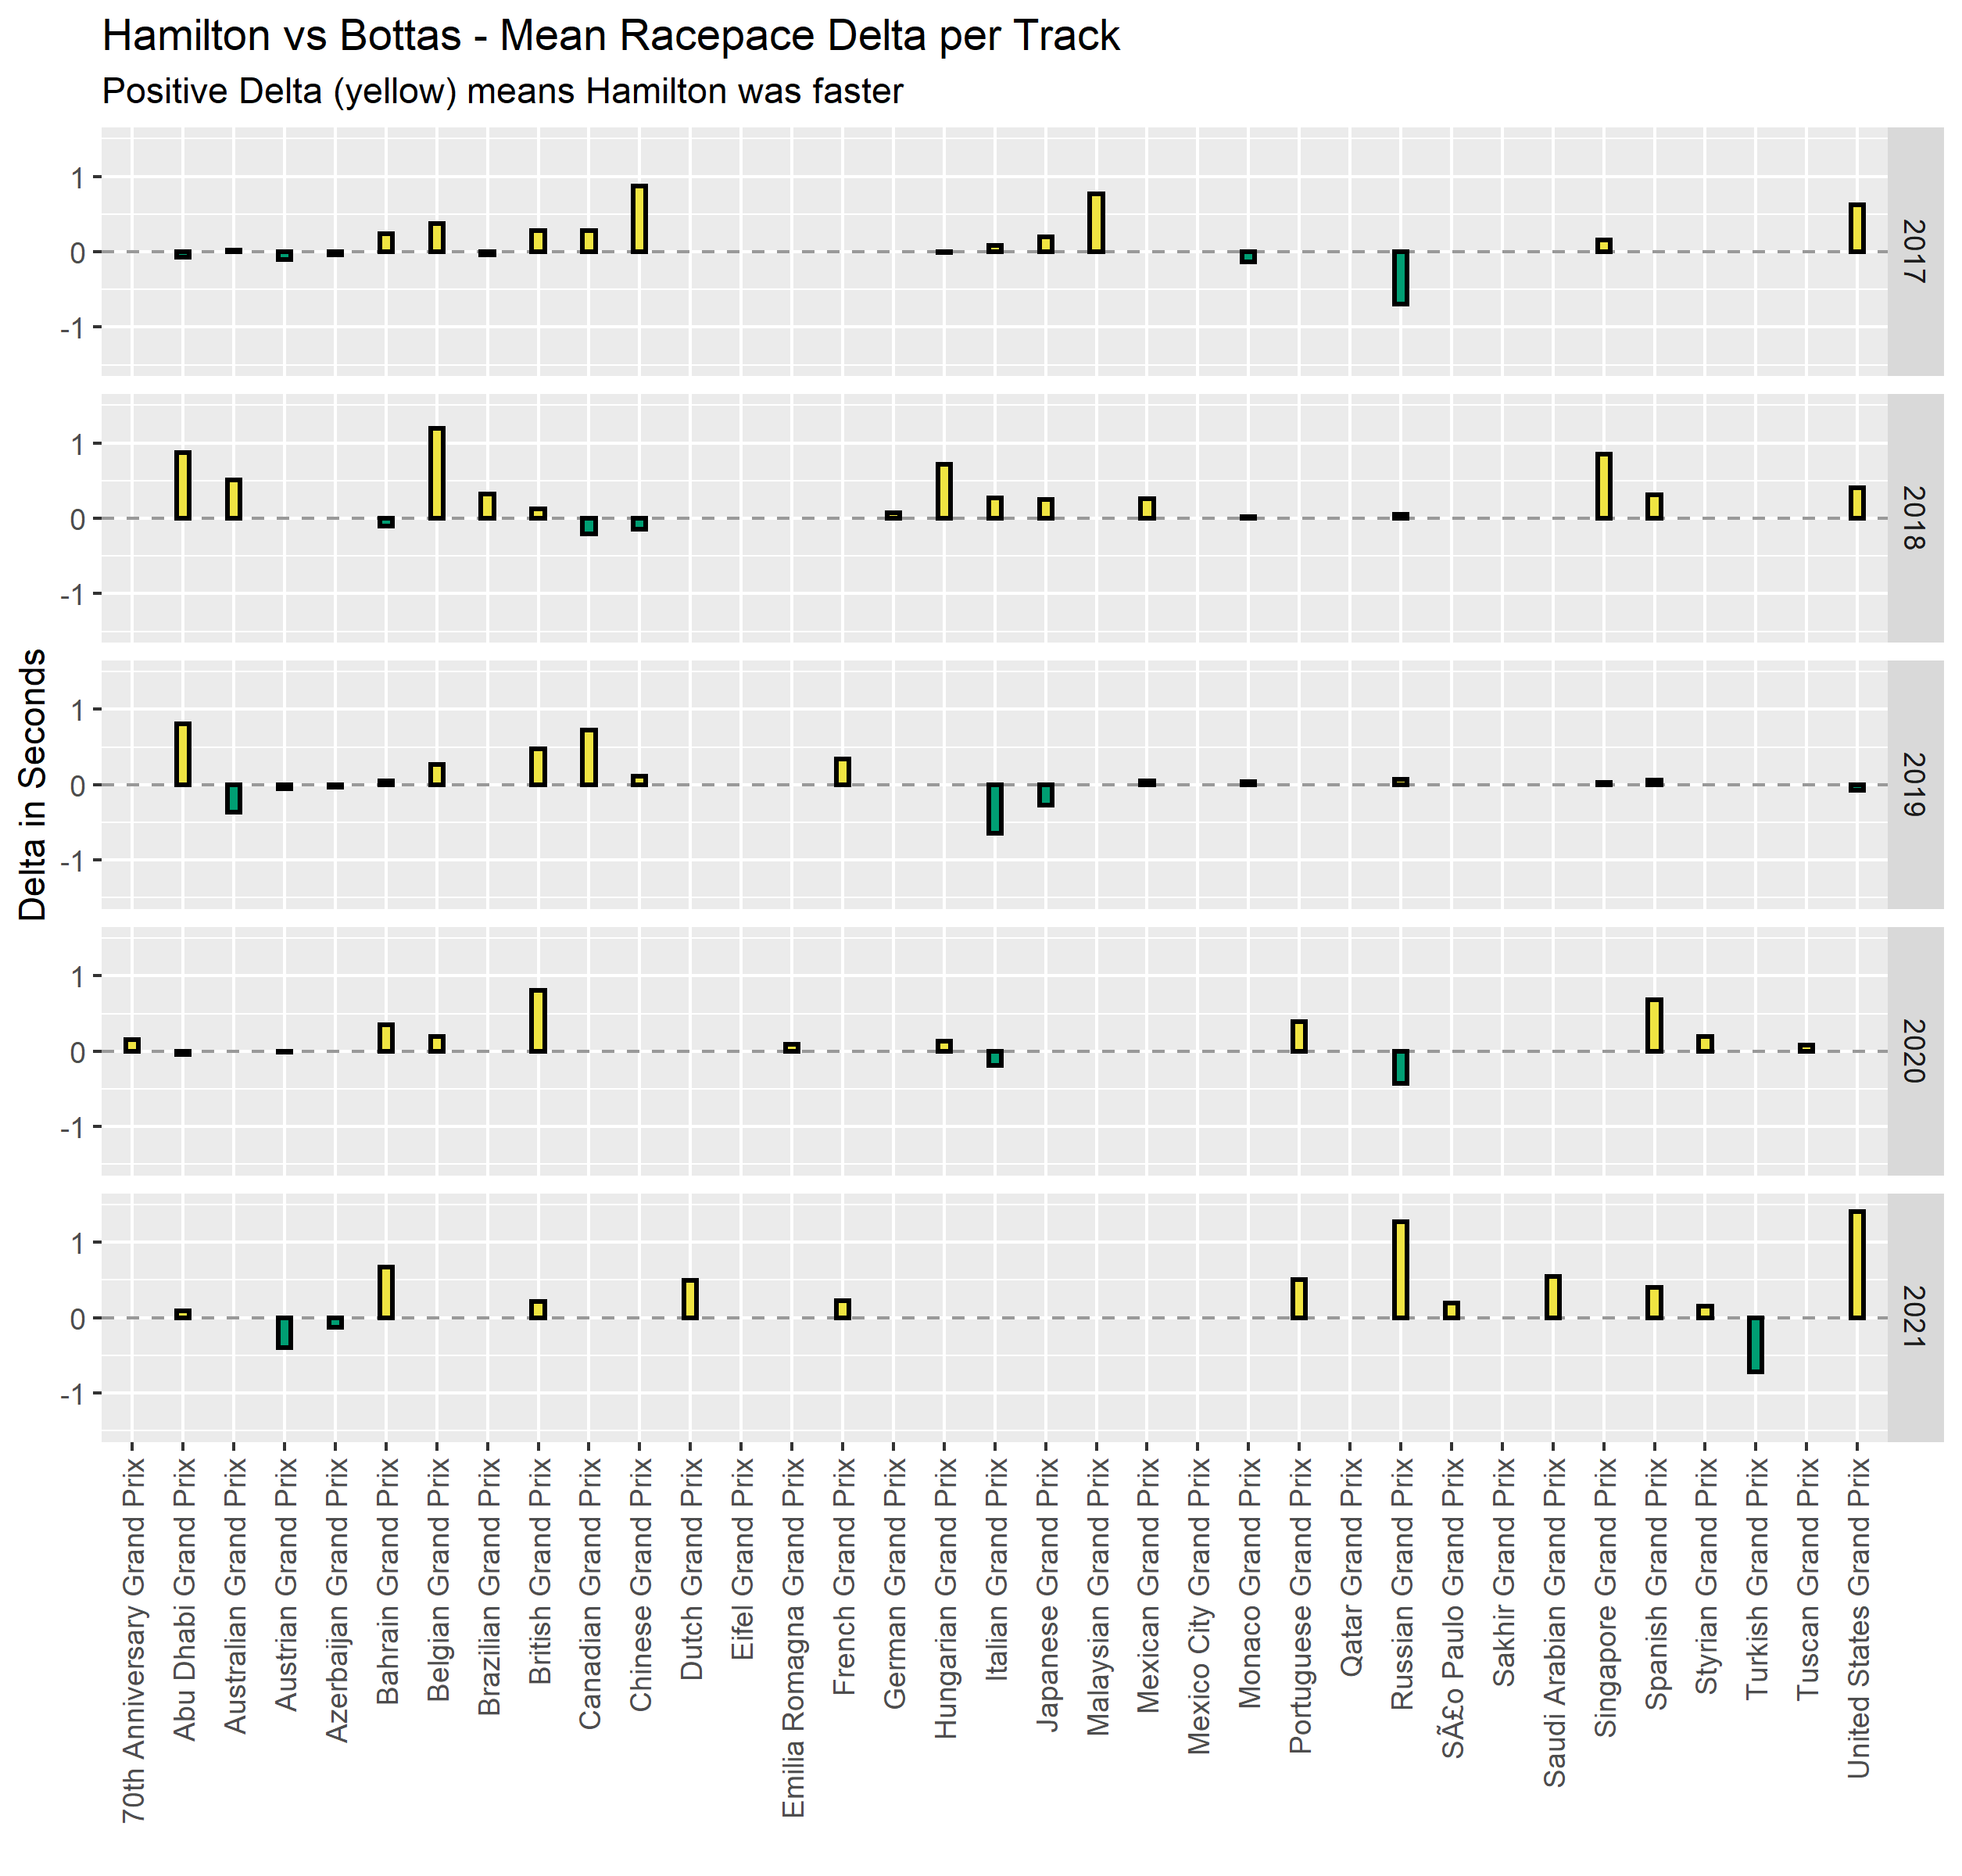 Hamilton vs Bottas - Mean Racepace Delta per Track
Positive Delta (yellow) means Hamilton was faster
Delta in Seconds
1
0
-1
2017
1
0
-1
2018
1
0
-1
2019
1
0
-1
2020
1
0
-1
2021
70th Anniversary Grand Prix
Abu Dhabi Grand Prix
Australian Grand Prix
Austrian Grand Prix
Azerbaijan Grand Prix
Bahrain Grand Prix
Belgian Grand Prix
Brazilian Grand Prix
British Grand Prix
Canadian Grand Prix
Chinese Grand Prix
Dutch Grand Prix
Eifel Grand Prix
Emilia Romagna Grand Prix
French Grand Prix
German Grand Prix
Hungarian Grand Prix
Italian Grand Prix
Japanese Grand Prix
Malaysian Grand Prix
Mexican Grand Prix
Mexico City Grand Prix
Monaco Grand Prix
Portuguese Grand Prix
Qatar Grand Prix
Russian Grand Prix
SÃ£o Paulo Grand Prix
Sakhir Grand Prix
Saudi Arabian Grand Prix
Singapore Grand Prix
Spanish Grand Prix
Styrian Grand Prix
Turkish Grand Prix
Tuscan Grand Prix
United States Grand Prix